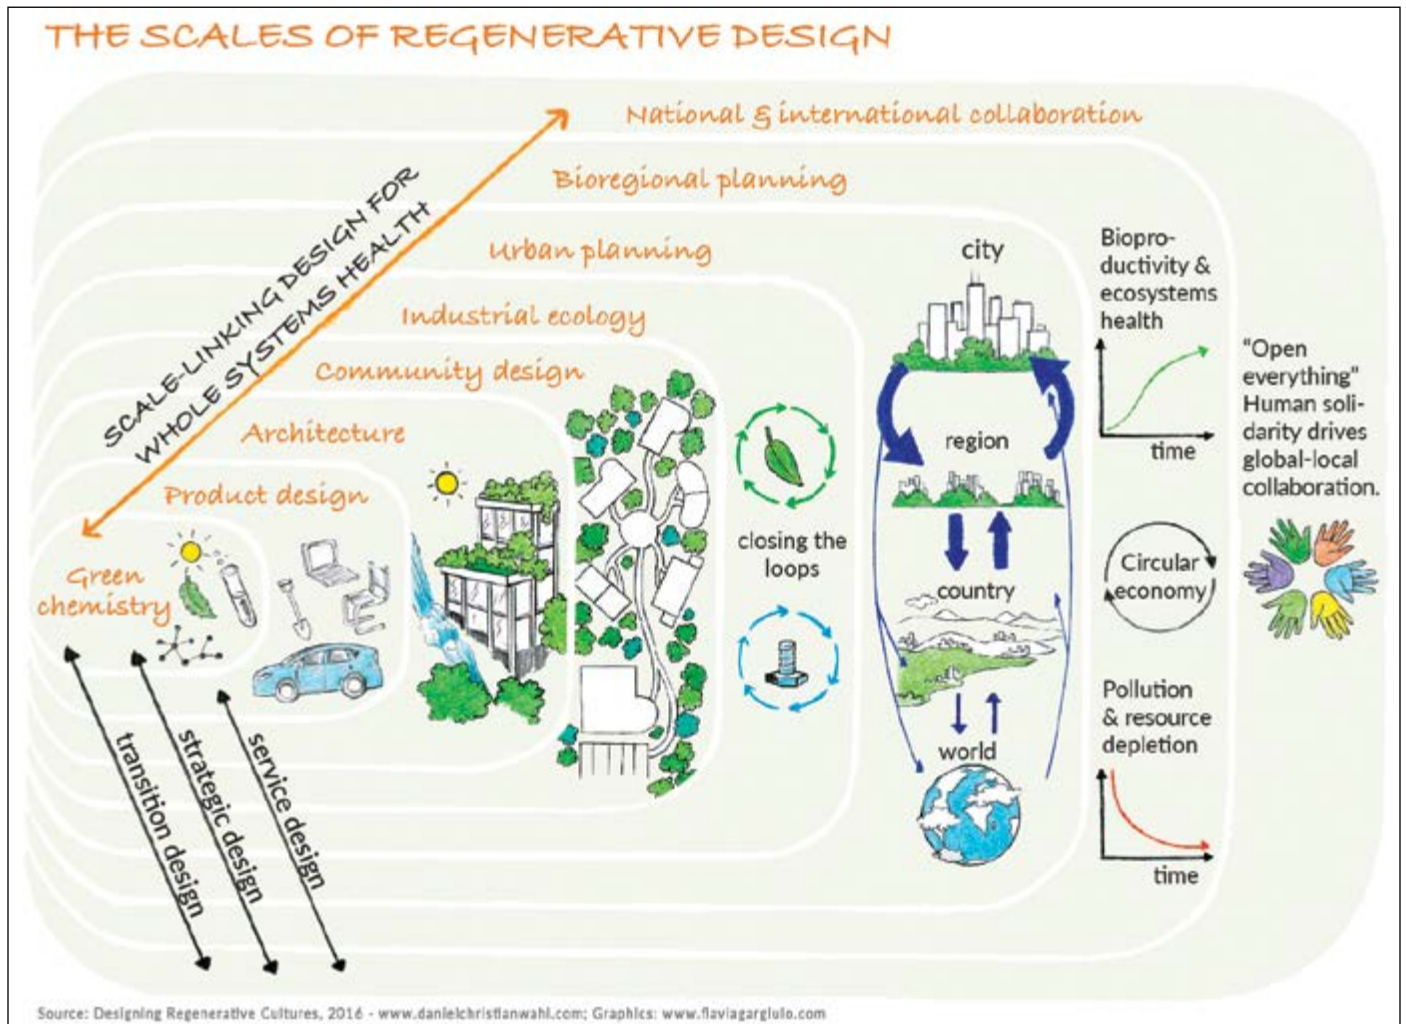 THE SCALES OF REGENERATIVE DESIGN
National & international collaboration
Bioregional planning
Urban planning
Industrial ecology
Community design
Architecture
Product design
Green
chemistry
SCALE-LINKING DESIGN FOR
WHOLE SYSTEMS HEALTH
transition design
strategic design
service design
closing the
loops
city
region
country
world
Biopro-
ductivity &
ecosystems
health
time
Circular
economy
Pollution
& resource
depletion
time
"Open
everything"
Human soli-
darity drives
global-local
collaboration.
Source: Designing Regenerative Cultures, 2016 - www.danielchristianwahl.com; Graphics: www.flaviagargiulo.com